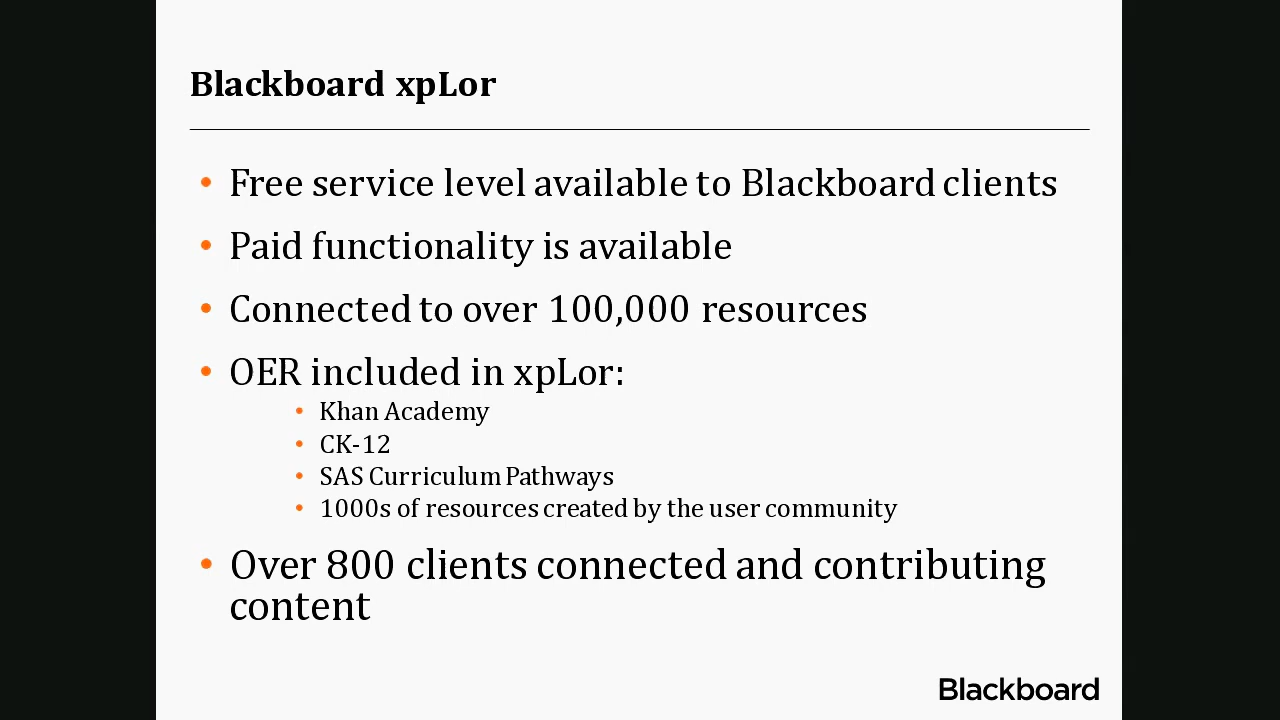 Blackboard xpLor
• Free service level available to Blackboard clients
• Paid functionality is available
• Connected to over 100,000 resources
• OER included in xpLor:
• Khan Academy
• CK-12
• SAS Curriculum Pathways
• 1000s of resources created by the user community
• Over 800 clients connected and contributing
content
Blackboard